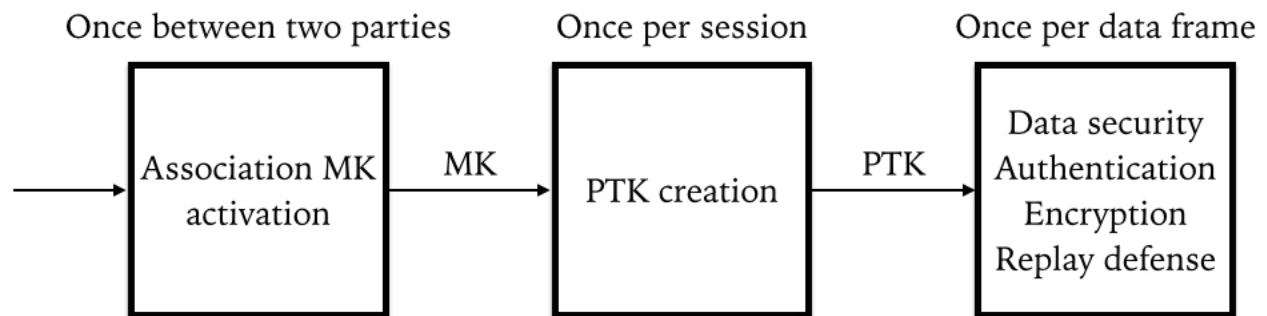 Once between two parties
Once per session
Once per data frame
Association MK
activation
MK
PTK creation
PTK
Data security
Authentication
Encryption
Replay defense